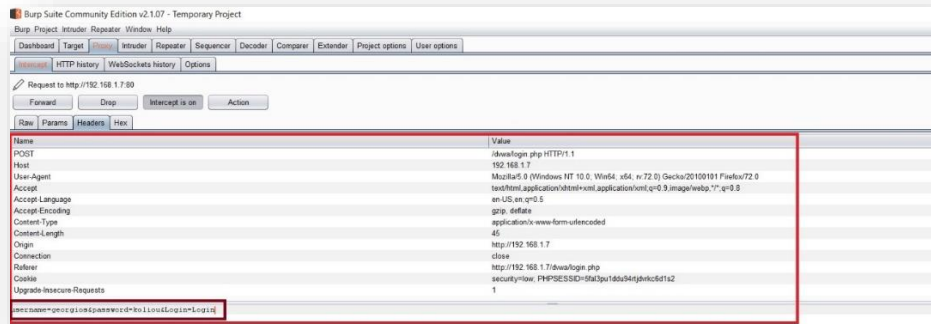 Burp Suite Community Edition v2.1.07 - Temporary Project
Burp Project Intruder Repeater Window Help
Dashboard Target Proxy Intruder Repeater Sequencer Decoder Comparer Extender Project options User options
Intercept HTTP history WebSockets history Options
Request to http://192.168.1.7:80
Forward Drop Intercept is on Action
Raw Params Headers Hex
Name Value
POST /dvwa/login.php HTTP/1.1
Host 192.168.1.7
User-Agent Mozilla/5.0 (Windows NT 10.0; Win64; x64; rv:72.0) Gecko/20100101 Firefox/72.0
Accept text/html,application/xhtml+xml,application/xml;q=0.9,image/webp,*/*;q=0.8
Accept-Language en-US,en;q=0.5
Accept-Encoding gzip, deflate
Content-Type application/x-www-form-urlencoded
Content-Length 45
Origin http://192.168.1.7
Connection close
Referer http://192.168.1.7/dvwa/login.php
Cookie security=low; PHPSESSID=5fal3pu1ddu94rtjdvrkc6d1s2
Upgrade-Insecure-Requests 1
username=georgios&password=koliou&Login=Login